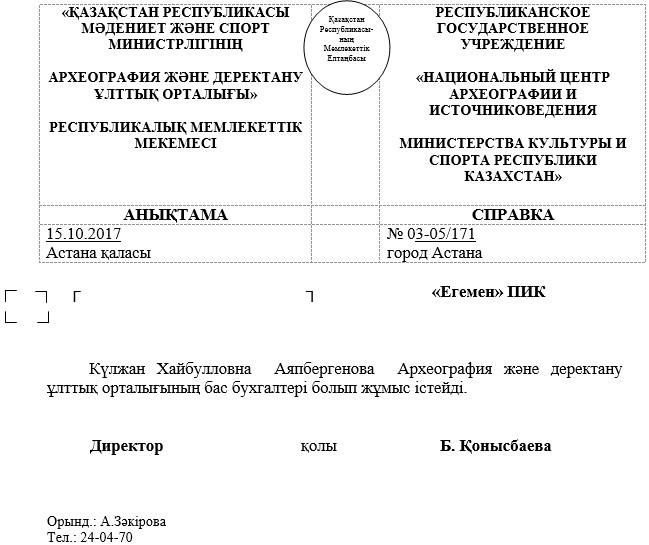 «ҚАЗАҚСТАН РЕСПУБЛИКАСЫ
МӘДЕНИЕТ ЖӘНЕ СПОРТ
МИНИСТРЛІГІНІҢ
АРХЕОГРАФИЯ ЖӘНЕ ДЕРЕКТАНУ
ҰЛТТЫҚ ОРТАЛЫҒЫ»
РЕСПУБЛИКАЛЫҚ МЕМЛЕКЕТТІК
МЕКЕМЕСІ
Қазақстан
Республикасы-
ның
Мемлекеттік
Елтаңбасы
РЕСПУБЛИКАНСКОЕ
ГОСУДАРСТВЕННОЕ
УЧРЕЖДЕНИЕ
«НАЦИОНАЛЬНЫЙ ЦЕНТР
АРХЕОГРАФИИ И
ИСТОЧНИКОВЕДЕНИЯ
МИНИСТЕРСТВА КУЛЬТУРЫ И
СПОРТА РЕСПУБЛИКИ
КАЗАХСТАН»
АНЫҚТАМА
СПРАВКА
15.10.2017
№ 03-05/171
Астана қаласы
город Астана
«Егемен» ПИК
Күлжан Хайбулловна Аяпбергенова Археография және деректану
ұлттық орталығының бас бухгалтері болып жұмыс істейді.
Директор қолы Б. Қонисбаева
Орынд.: А.Зәкірова
Тел.: 24-04-70